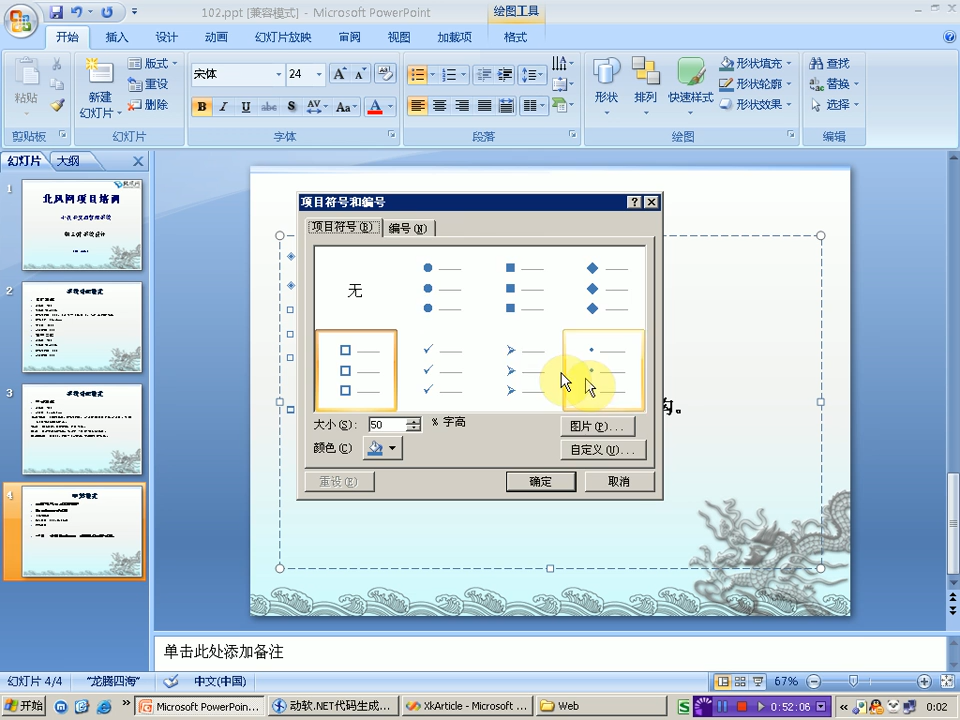 102.ppt [兼容模式] - Microsoft PowerPoint
绘图工具
开始 插入 设计 动画 幻灯片放映 审阅 视图 加载项 格式
粘贴
剪贴板
新建
幻灯片
版式
重设
删除
幻灯片
宋体 24
B I U abc S AV Aa A
字体
段落
形状 排列 快速样式
形状填充
形状轮廓
形状效果
绘图
查找
替换
选择
编辑
幻灯片 大纲
1
北风网项目培训
2
3
4
项目符号和编号
项目符号(B) 编号(N)
无
大小(S): 50 % 字高
颜色(C)
图片(P)...
自定义(U)...
重设(E) 确定 取消
构。
单击此处添加备注
幻灯片 4/4 "龙腾四海" 中文(中国) 67%
开始 Microsoft PowerPoin... 动软.NET代码生成... XkArticle - Microsoft ... Web 0:52:06 0:02